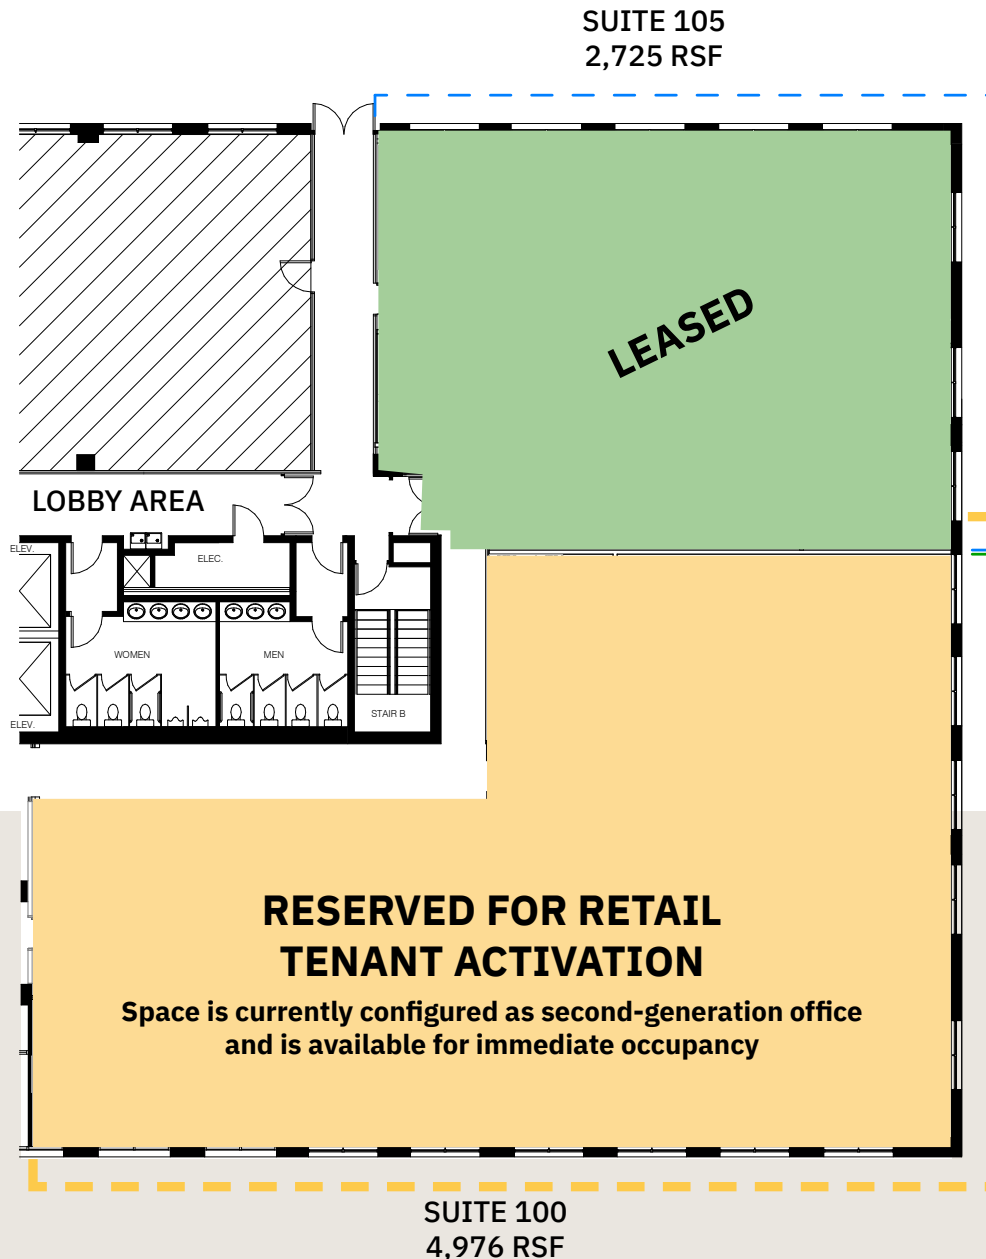 SUITE 105
2,725 RSF
LEASED
LOBBY AREA
ELEV.
ELEC.
WOMEN
MEN
STAIR B
ELEV.
RESERVED FOR RETAIL
TENANT ACTIVATION
Space is currently configured as second-generation office
and is available for immediate occupancy
SUITE 100
4,976 RSF